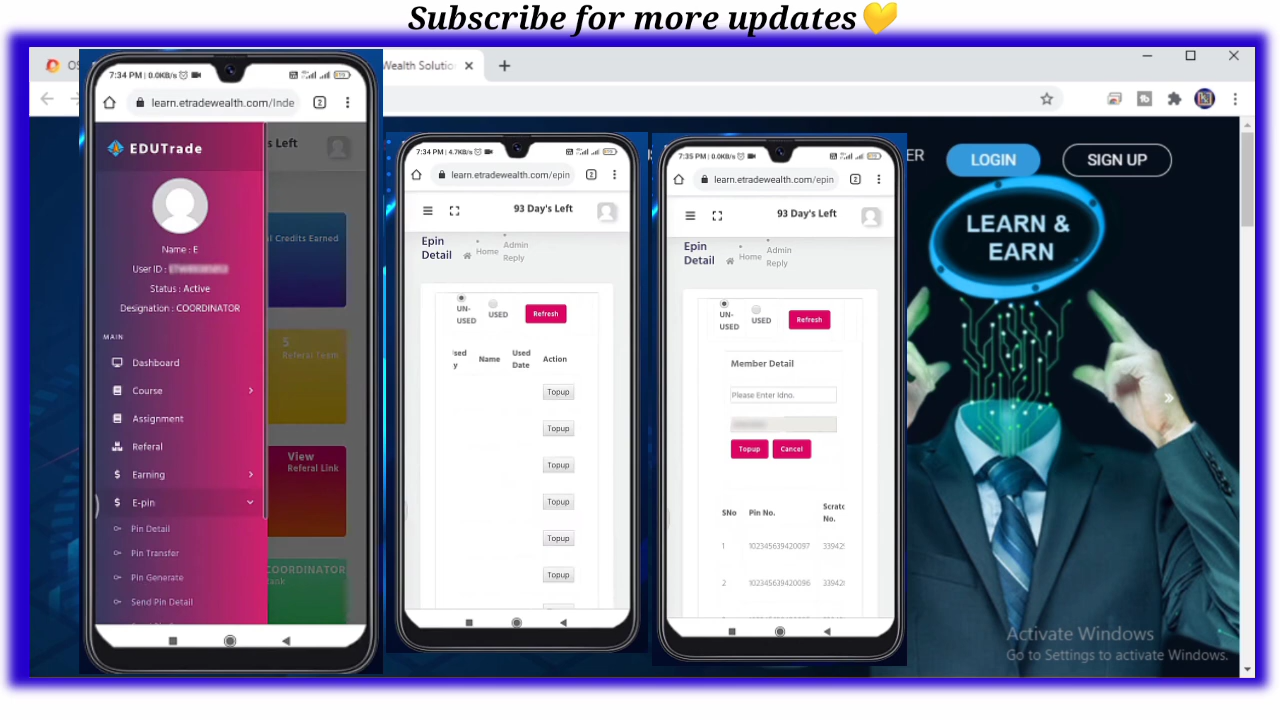 Subscribe for more updates💛
Wealth Solutio
LOGIN
SIGN UP
LEARN &
EARN
Activate Windows
Go to Settings to activate Windows.
7:34 PM | 0.0KB/s
learn.etradewealth.com/Inde
2
EDUTrade
s Left
Name : E
User ID :
Status : Active
Designation : COORDINATOR
MAIN
Dashboard
Course
Assignment
Referal
Earning
E-pin
Pin Detail
Pin Transfer
Pin Generate
Send Pin Detail
l Credits Earned
5
Referal Team
View
Referal Link
COORDINATOR
7:34 PM | 4.7KB/s
learn.etradewealth.com/epin
2
93 Day's Left
Epin
Detail
Home
Admin
Reply
UN-
USED
USED
Refresh
Name
Used
Date
Action
Topup
Topup
Topup
Topup
Topup
Topup
7:35 PM | 0.0KB/s
learn.etradewealth.com/epin
2
93 Day's Left
Epin
Detail
Home
Admin
Reply
UN-
USED
USED
Refresh
Member Detail
Please Enter Idno.
Topup
Cancel
SNo
Pin No.
Scratc
No.
1
102345639420097
2
102345639420096